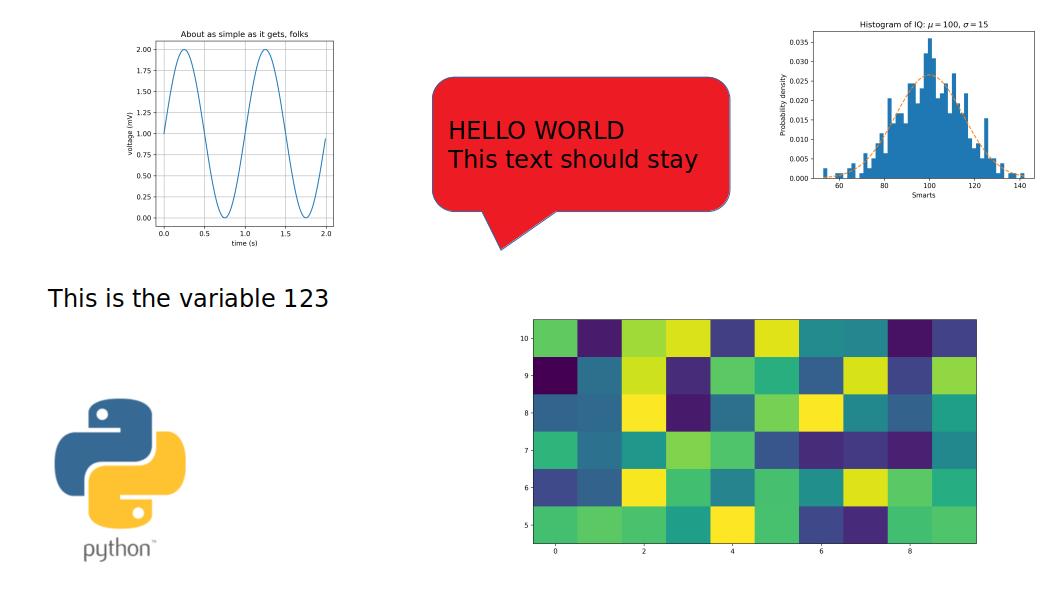 About as simple as it gets, folks
2.00
1.75
1.50
1.25
1.00
0.75
0.50
0.25
0.00
voltage (mV)
0.0 0.5 1.0 1.5 2.0
time (s)
HELLO WORLD
This text should stay
Histogram of IQ: μ = 100, σ = 15
0.035
0.030
0.025
0.020
0.015
0.010
0.005
0.000
Probability density
60 80 100 120 140
Smarts
This is the variable 123
python™
10
9
8
7
6
5
0 2 4 6 8